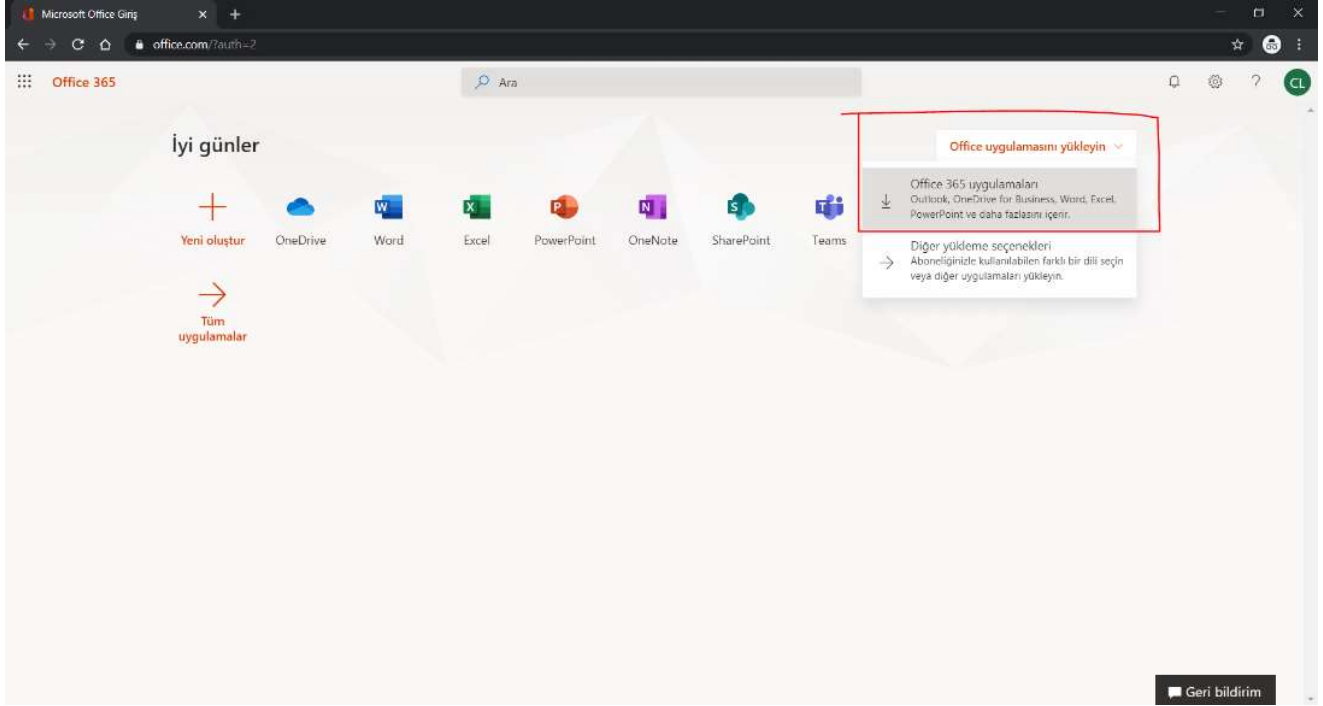 Microsoft Office Giriş
office.com/?auth=2
Office 365
Ara
CL
İyi günler
Office uygulamasını yükleyin
Office 365 uygulamaları
Outlook, OneDrive for Business, Word, Excel,
PowerPoint ve daha fazlasını içerir.
Yeni oluştur
OneDrive
Word
Excel
PowerPoint
OneNote
SharePoint
Teams
Diğer yükleme seçenekleri
Aboneliğinizle kullanılabilen farklı bir dili seçin
veya diğer uygulamaları yükleyin.
Tüm
uygulamalar
Geri bildirim